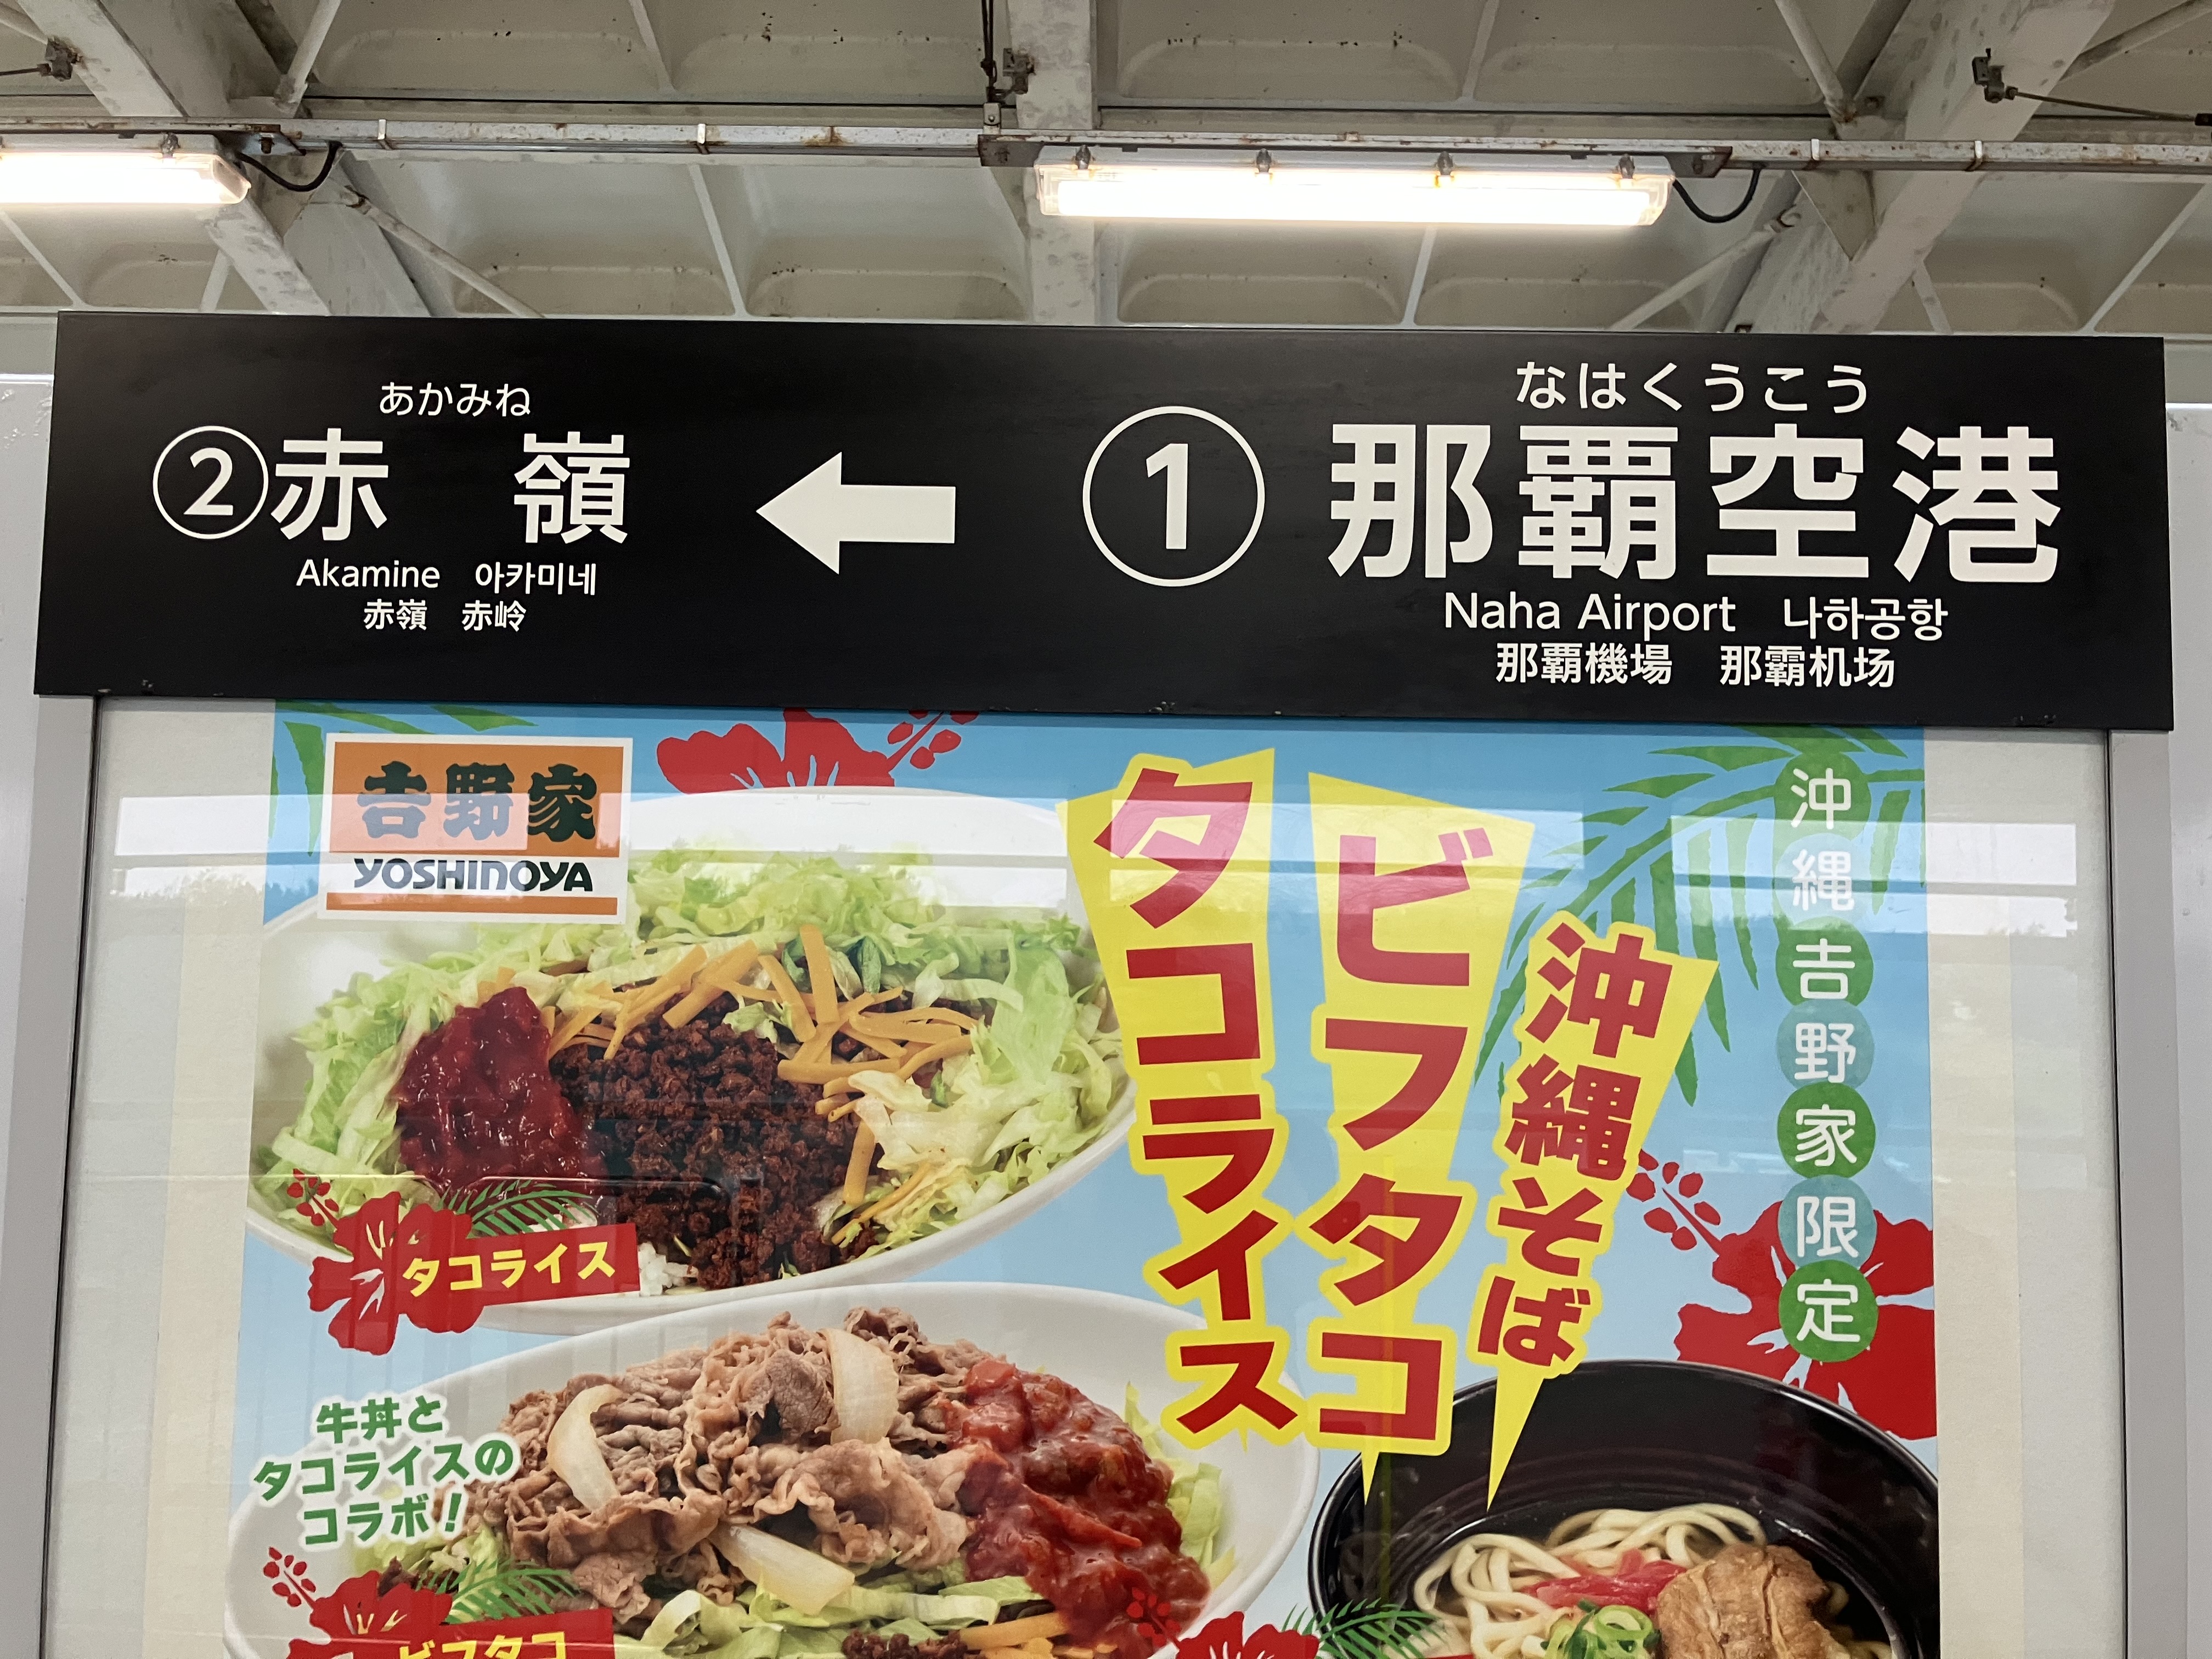 あかみね
②赤嶺
Akamine 아카미네
赤嶺 赤岭
←
なはくうこう
① 那覇空港
Naha Airport 나하공항
那覇機場 那霸机场
吉野家
YOSHINOYA
沖縄吉野家限定
沖縄そば
ビフタコ
タコライス
タコライス
牛丼と
タコライスの
コラボ!
ビフタコ